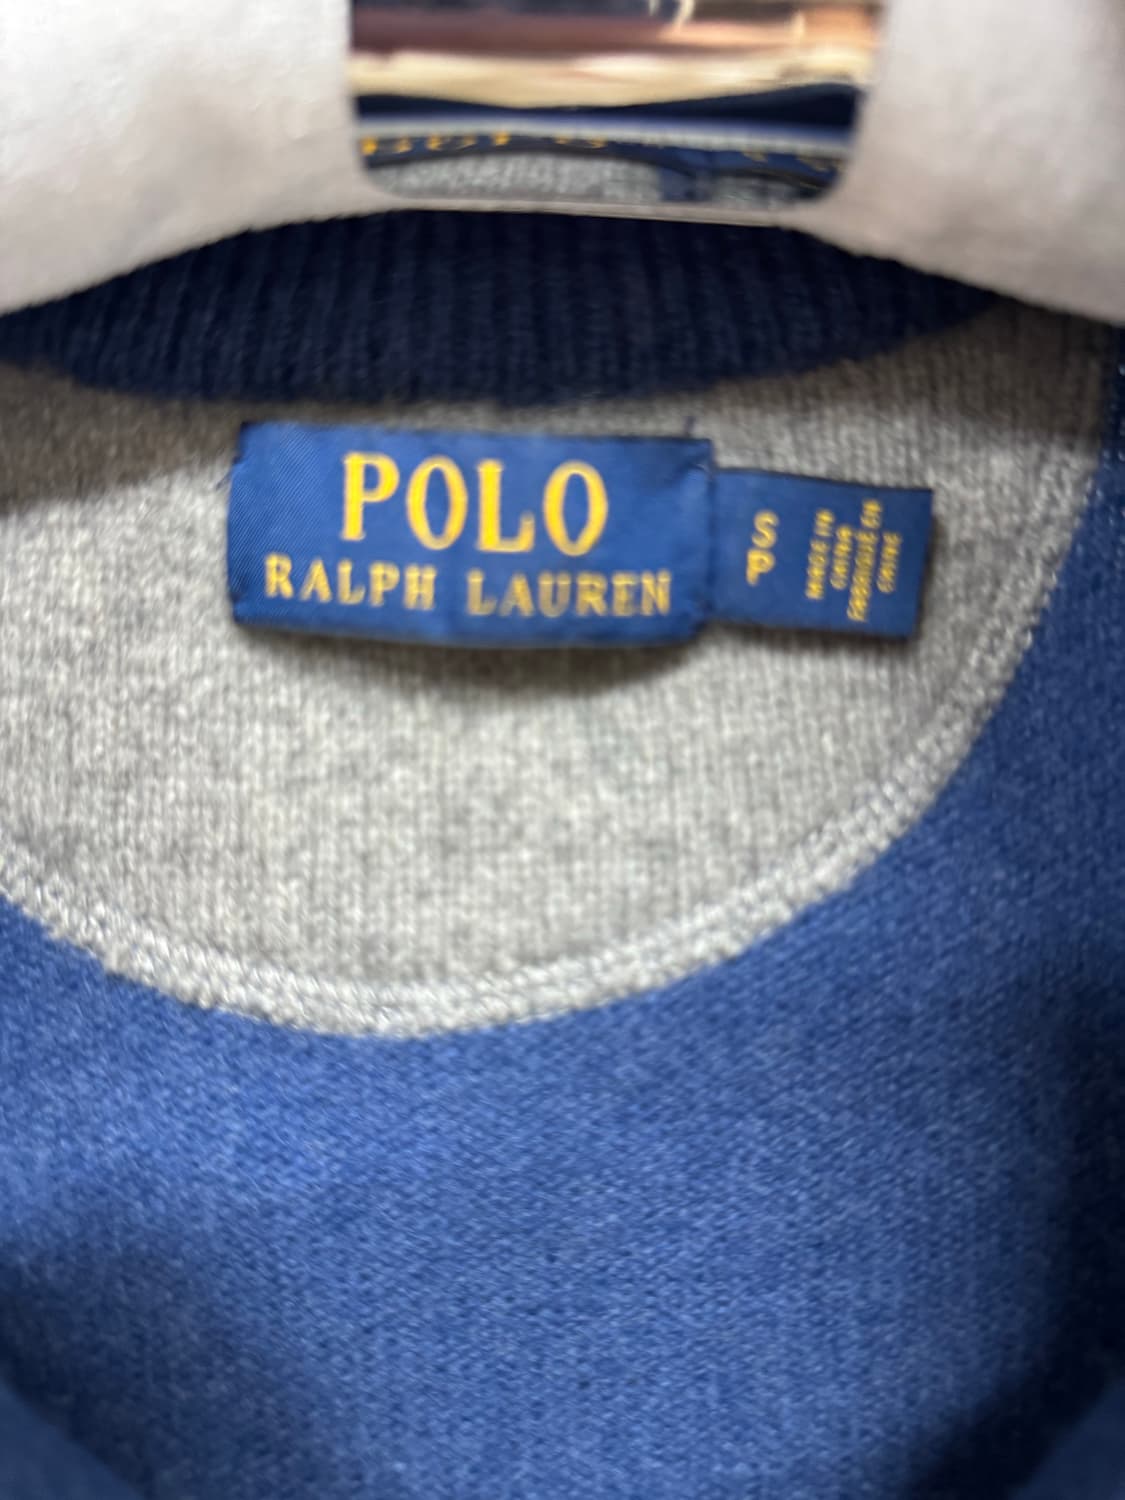 POLO
RALPH LAUREN
S
P
MADE IN
CHINA
FABRIQUÉ EN
CHINE